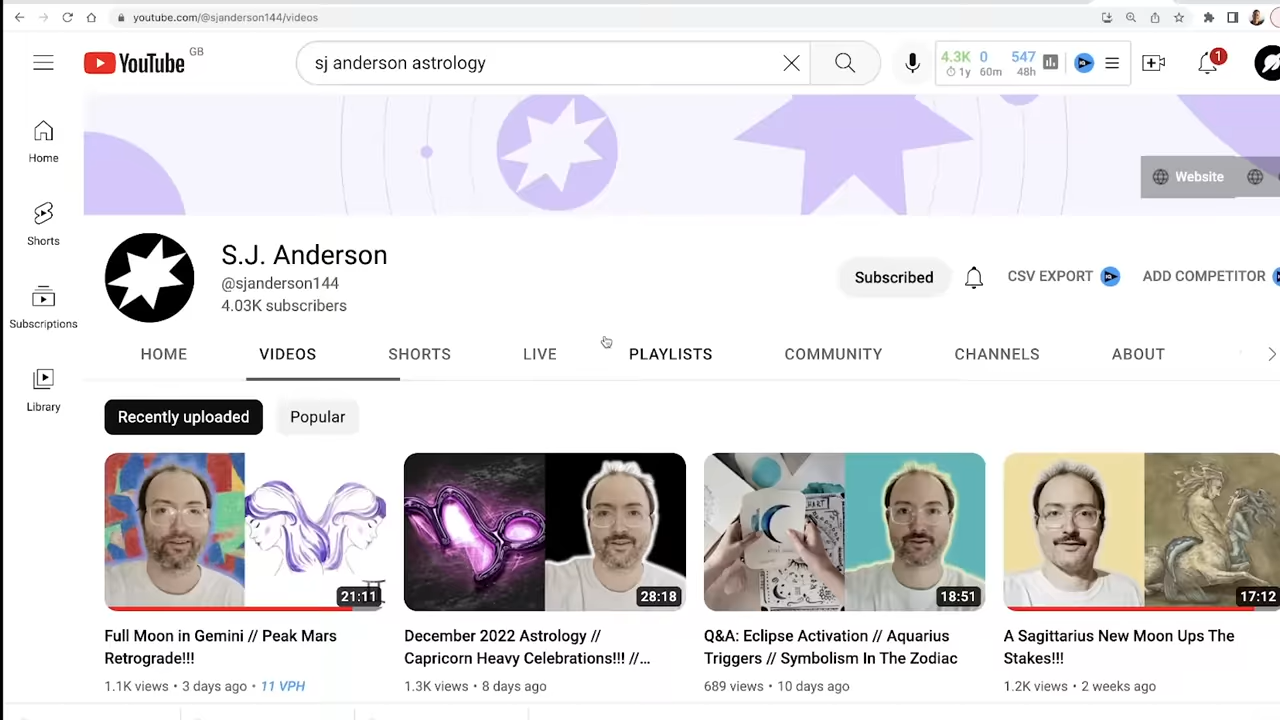 youtube.com/@sjanderson144/videos
YouTube GB
sj anderson astrology
4.3K 0 547
1y 60m 48h
1
Website
Home
Shorts
Subscriptions
Library
S.J. Anderson
@sjanderson144
4.03K subscribers
Subscribed
CSV EXPORT
ADD COMPETITOR
HOME VIDEOS SHORTS LIVE PLAYLISTS COMMUNITY CHANNELS ABOUT
Recently uploaded Popular
21:11
28:18
18:51
17:12
Full Moon in Gemini // Peak Mars
Retrograde!!!
1.1K views • 3 days ago • 11 VPH
December 2022 Astrology //
Capricorn Heavy Celebrations!!! //...
1.3K views • 8 days ago
Q&A: Eclipse Activation // Aquarius
Triggers // Symbolism In The Zodiac
689 views • 10 days ago
A Sagittarius New Moon Ups The
Stakes!!!
1.2K views • 2 weeks ago